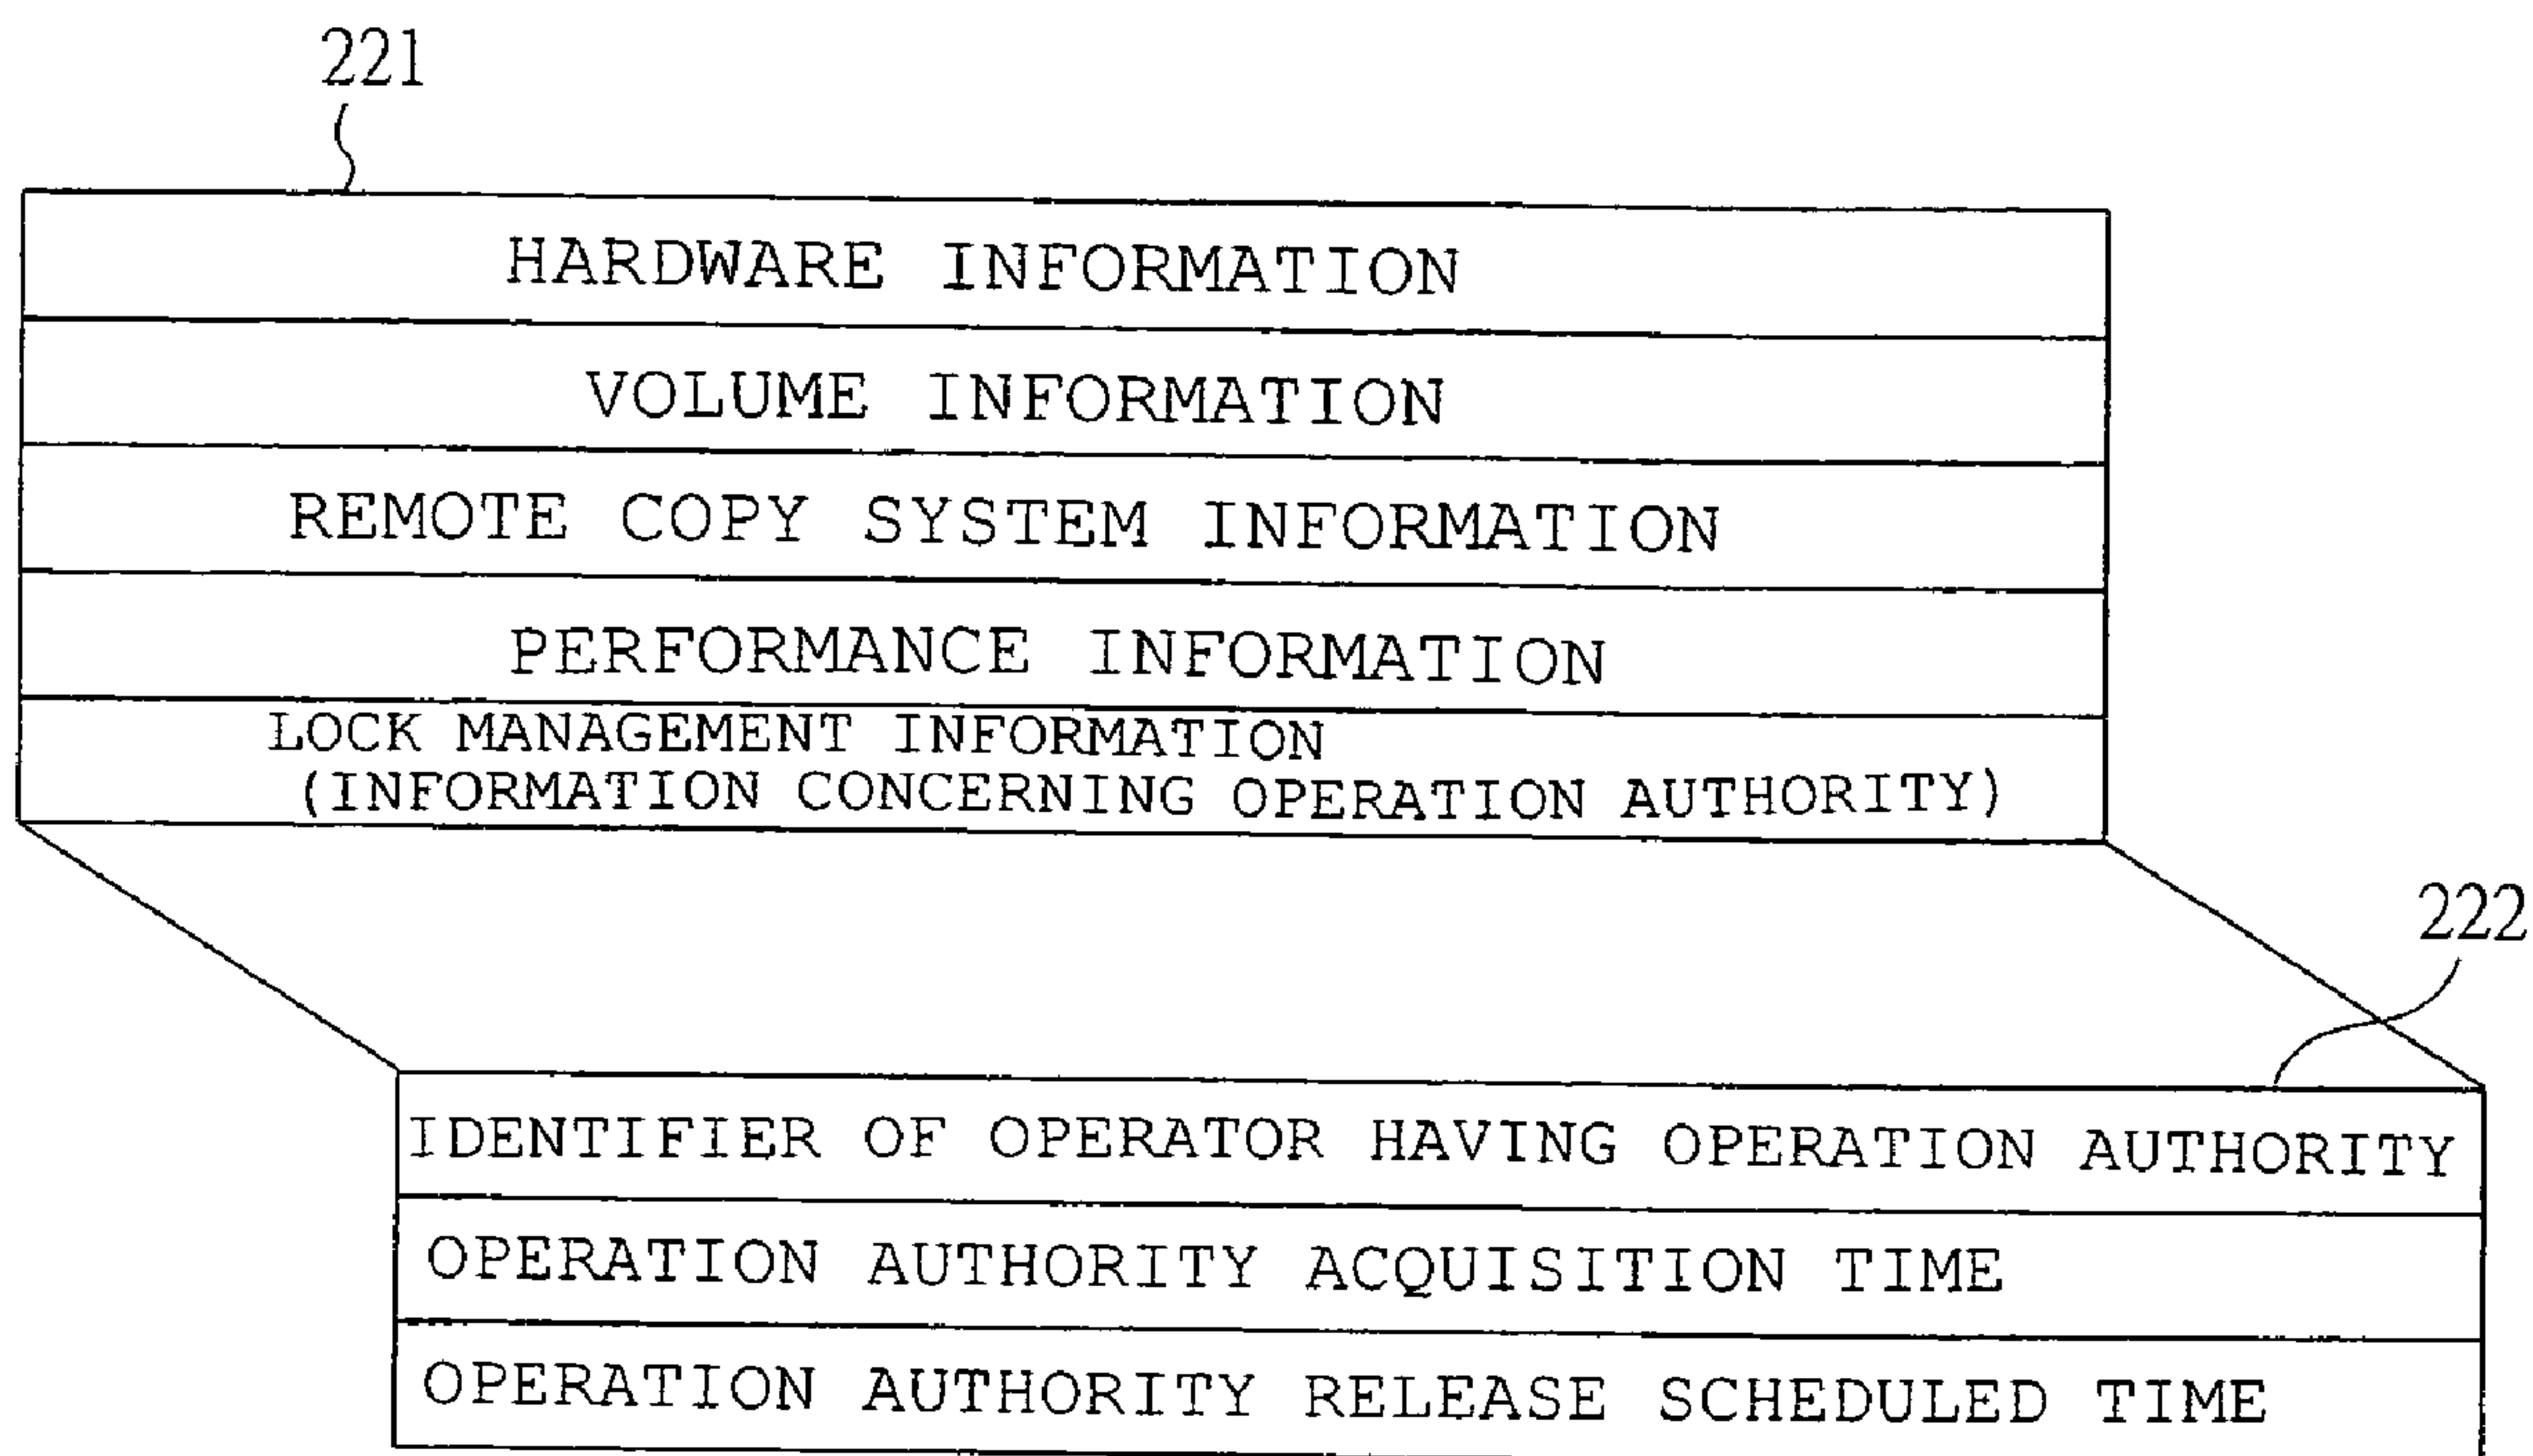 221
HARDWARE INFORMATION
VOLUME INFORMATION
REMOTE COPY SYSTEM INFORMATION
PERFORMANCE INFORMATION
LOCK MANAGEMENT INFORMATION
(INFORMATION CONCERNING OPERATION AUTHORITY)
222
IDENTIFIER OF OPERATOR HAVING OPERATION AUTHORITY
OPERATION AUTHORITY ACQUISITION TIME
OPERATION AUTHORITY RELEASE SCHEDULED TIME